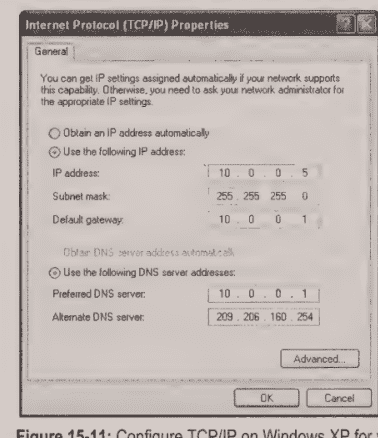 Internet Protocol (TCP/IP) Properties
General
You can get IP settings assigned automatically if your network supports
this capability. Otherwise, you need to ask your network administrator for
the appropriate IP settings.
Obtain an IP address automatically
Use the following IP address:
IP address: 10 . 0 . 0 . 5
Subnet mask: 255 . 255 . 255 . 0
Default gateway: 10 . 0 . 0 . 1
Obtain DNS server address automatically
Use the following DNS server addresses:
Preferred DNS server: 10 . 0 . 0 . 1
Alternate DNS server: 209 . 206 . 160 . 254
Advanced...
OK Cancel
Figure 15-11: Configure TCP/IP on Windows XP for